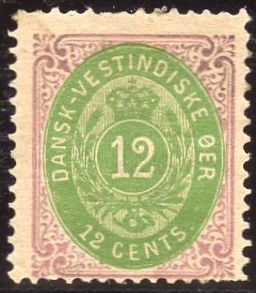 DANSK-VESTINDISKE ØER
12
12 CENTS.